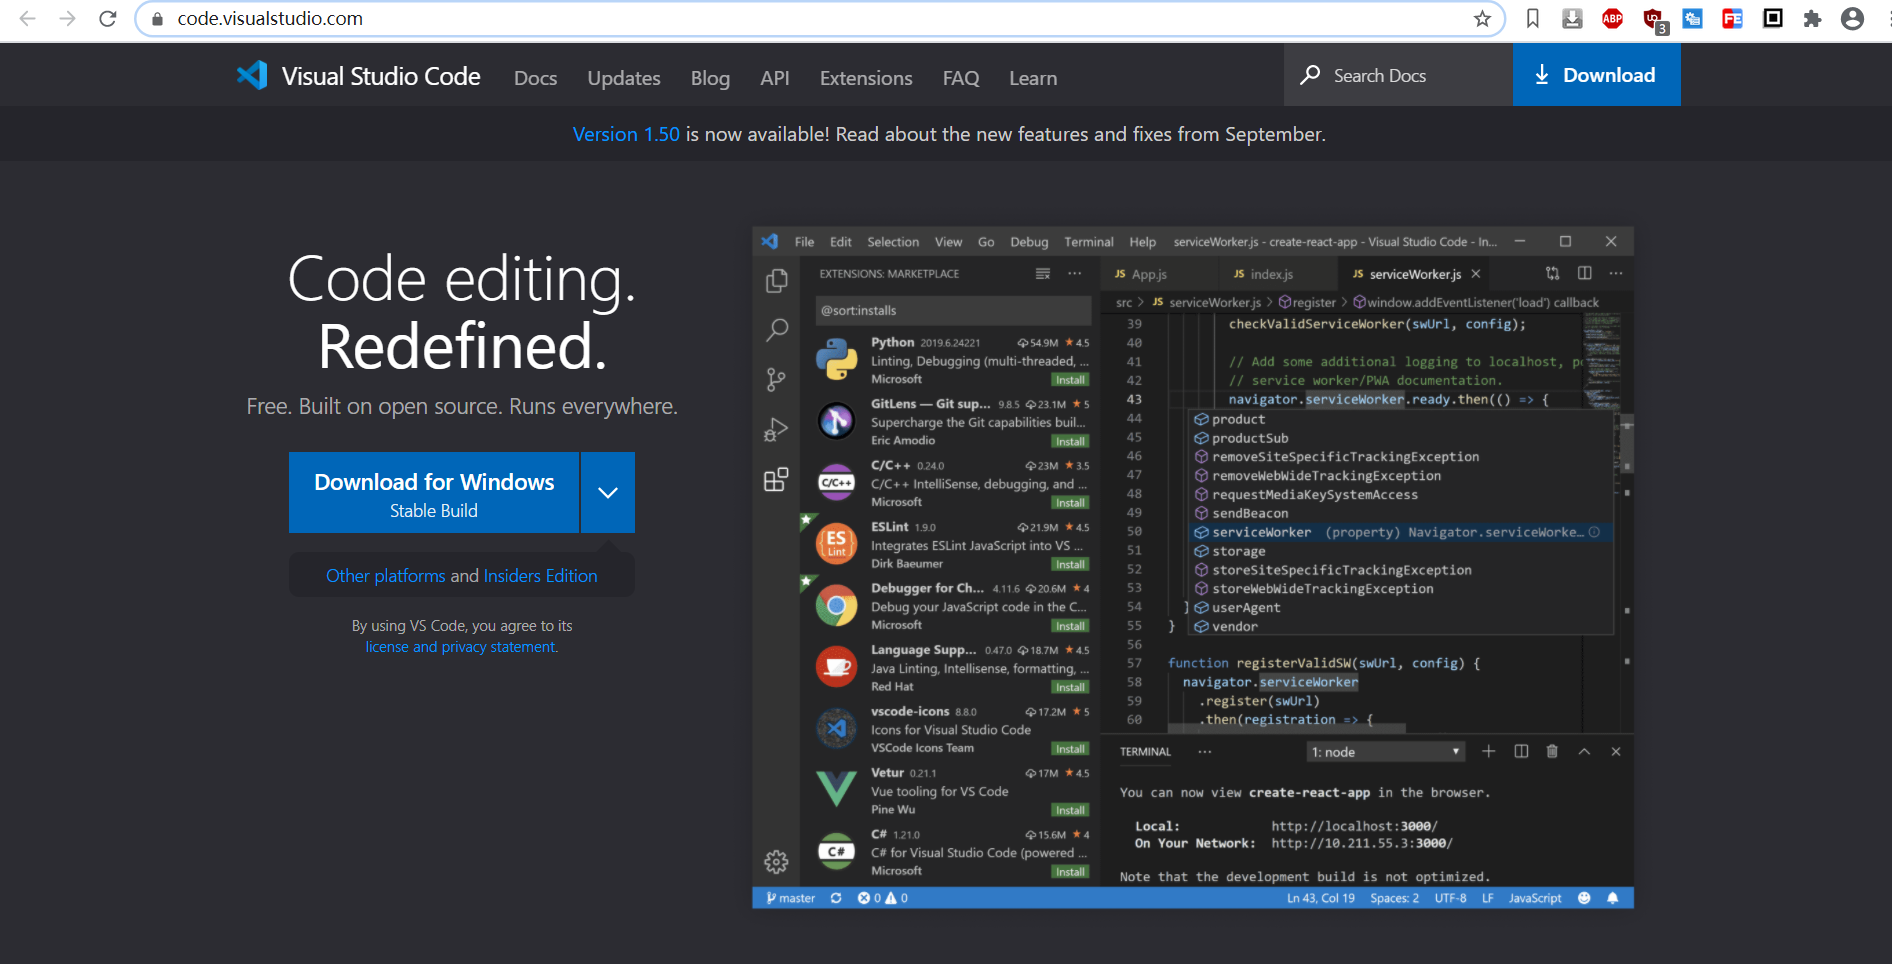 code.visualstudio.com
ABP
3
FE
Visual Studio Code Docs Updates Blog API Extensions FAQ Learn Search Docs Download
Version 1.50 is now available! Read about the new features and fixes from September.
Code editing.
Redefined.
Free. Built on open source. Runs everywhere.
Download for Windows
Stable Build
Other platforms and Insiders Edition
By using VS Code, you agree to its
license and privacy statement.
File Edit Selection View Go Debug Terminal Help serviceWorker.js - create-react-app - Visual Studio Code - In...
EXTENSIONS: MARKETPLACE
@sort:installs
Python 2019.6.24221 54.9M 4.5
Linting, Debugging (multi-threaded, ...
Microsoft Install
GitLens — Git sup... 9.8.5 23.1M 5
Supercharge the Git capabilities buil...
Eric Amodio Install
C/C++
C/C++ 0.24.0 23M 3.5
C/C++ IntelliSense, debugging, and ...
Microsoft Install
ES
Lint
ESLint 1.9.0 21.9M 4.5
Integrates ESLint JavaScript into VS ...
Dirk Baeumer Install
Debugger for Ch... 4.11.6 20.6M 4
Debug your JavaScript code in the C...
Microsoft Install
Language Supp... 0.47.0 18.7M 4.5
Java Linting, Intellisense, formatting, ...
Red Hat Install
vscode-icons 8.8.0 17.2M 5
Icons for Visual Studio Code
VSCode Icons Team Install
Vetur 0.21.1 17M 4.5
Vue tooling for VS Code
Pine Wu Install
C#
C# 1.21.0 15.6M 4
C# for Visual Studio Code (powered ...
Microsoft Install
JS App.js JS index.js JS serviceWorker.js
src > JS serviceWorker.js > register > window.addEventListener('load') callback
39 checkValidServiceWorker(swUrl, config);
40
41 // Add some additional logging to localhost, po
42 // service worker/PWA documentation.
43 navigator.serviceWorker.ready.then(() => {
44 product
45 productSub
46 removeSiteSpecificTrackingException
47 removeWebWideTrackingException
48 requestMediaKeySystemAccess
49 sendBeacon
50 serviceWorker (property) Navigator.serviceWorke...
51 storage
52 storeSiteSpecificTrackingException
53 storeWebWideTrackingException
54 } userAgent
55 } vendor
56
57 function registerValidSW(swUrl, config) {
58 navigator.serviceWorker
59 .register(swUrl)
60 .then(registration => {
TERMINAL ... 1: node
You can now view create-react-app in the browser.
Local: http://localhost:3000/
On Your Network: http://10.211.55.3:3000/
Note that the development build is not optimized.
master 0 0 Ln 43, Col 19 Spaces: 2 UTF-8 LF JavaScript